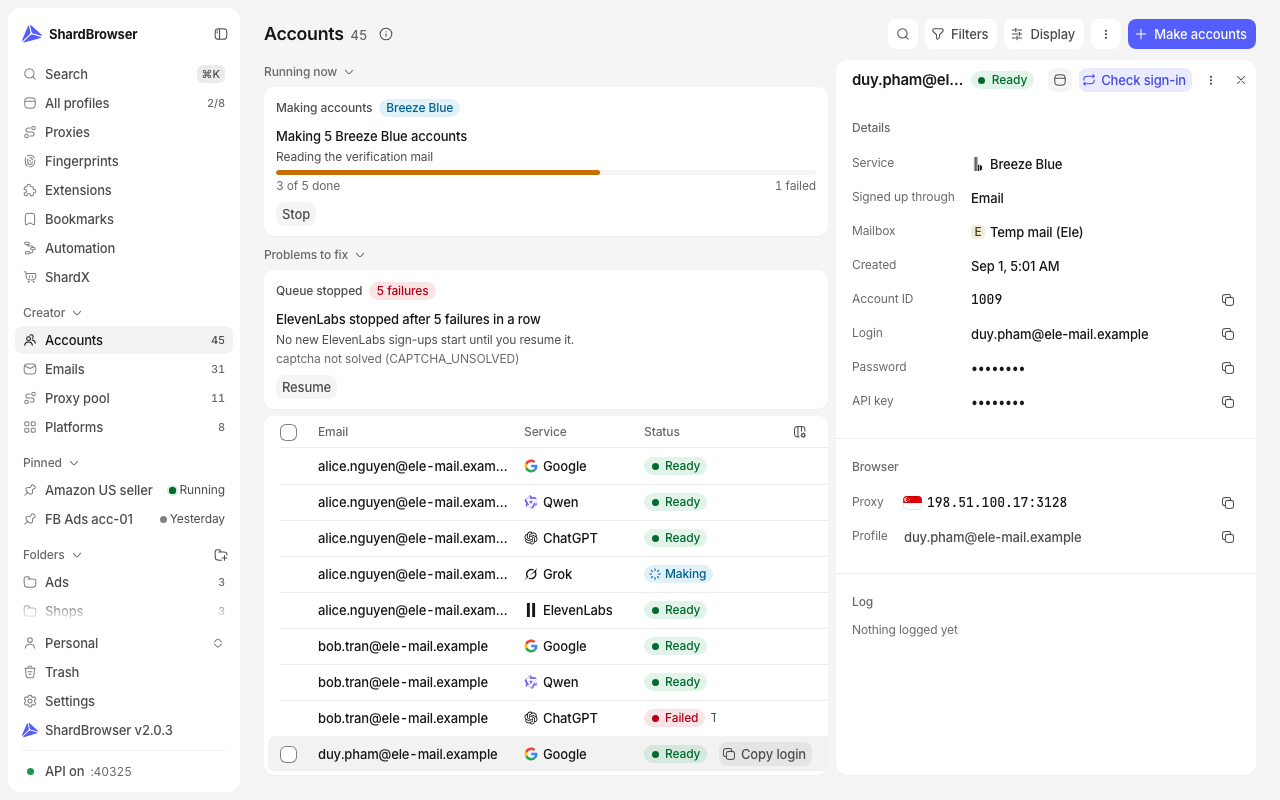 ShardBrowser
Search ⌘K
All profiles 2/8
Proxies
Fingerprints
Extensions
Bookmarks
Automation
ShardX
Creator
Accounts 45
Emails 31
Proxy pool 11
Platforms 8
Pinned
Amazon US seller Running
FB Ads acc-01 Yesterday
Folders
Ads 3
Shops 3
Personal
Trash
Settings
ShardBrowser v2.0.3
API on :40325
Accounts 45
Filters
Display
Make accounts
Running now
Making accounts Breeze Blue
Making 5 Breeze Blue accounts
Reading the verification mail
3 of 5 done 1 failed
Stop
Problems to fix
Queue stopped 5 failures
ElevenLabs stopped after 5 failures in a row
No new ElevenLabs sign-ups start until you resume it.
captcha not solved (CAPTCHA_UNSOLVED)
Resume
Email Service Status
alice.nguyen@ele-mail.exam... Google Ready
alice.nguyen@ele-mail.exam... Qwen Ready
alice.nguyen@ele-mail.exam... ChatGPT Ready
alice.nguyen@ele-mail.exam... Grok Making
alice.nguyen@ele-mail.exam... ElevenLabs Ready
bob.tran@ele-mail.example Google Ready
bob.tran@ele-mail.example Qwen Ready
bob.tran@ele-mail.example ChatGPT Failed
duy.pham@ele-mail.example Google Ready Copy login
duy.pham@el... Ready Check sign-in
Details
Service Breeze Blue
Signed up through Email
Mailbox E Temp mail (Ele)
Created Sep 1, 5:01 AM
Account ID 1009
Login duy.pham@ele-mail.example
Password ••••••••
API key ••••••••
Browser
Proxy 198.51.100.17:3128
Profile duy.pham@ele-mail.example
Log
Nothing logged yet